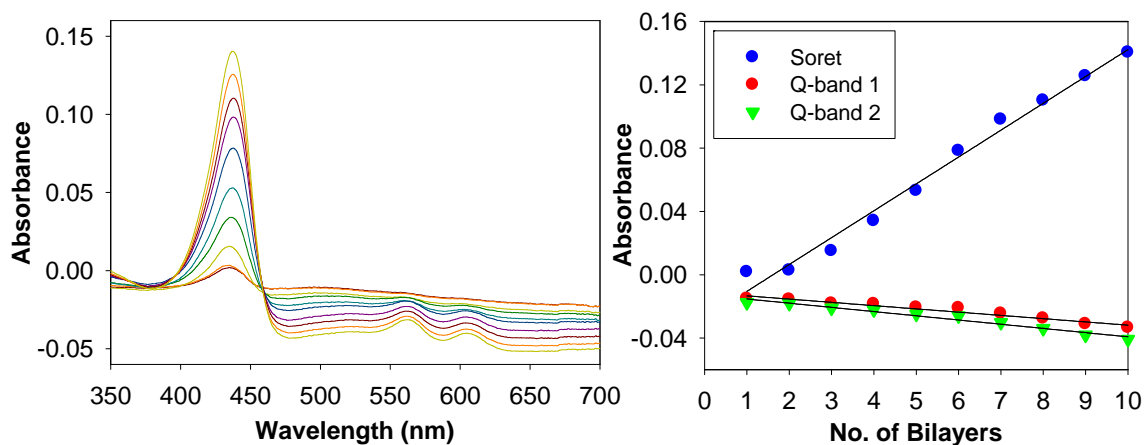 0.15
0.10
0.05
0.00
-0.05
Absorbance
350 400 450 500 550 600 650 700
Wavelength (nm)
0.16
0.12
0.08
0.04
0.00
-0.04
Absorbance
Soret
Q-band 1
Q-band 2
0 1 2 3 4 5 6 7 8 9 10
No. of Bilayers